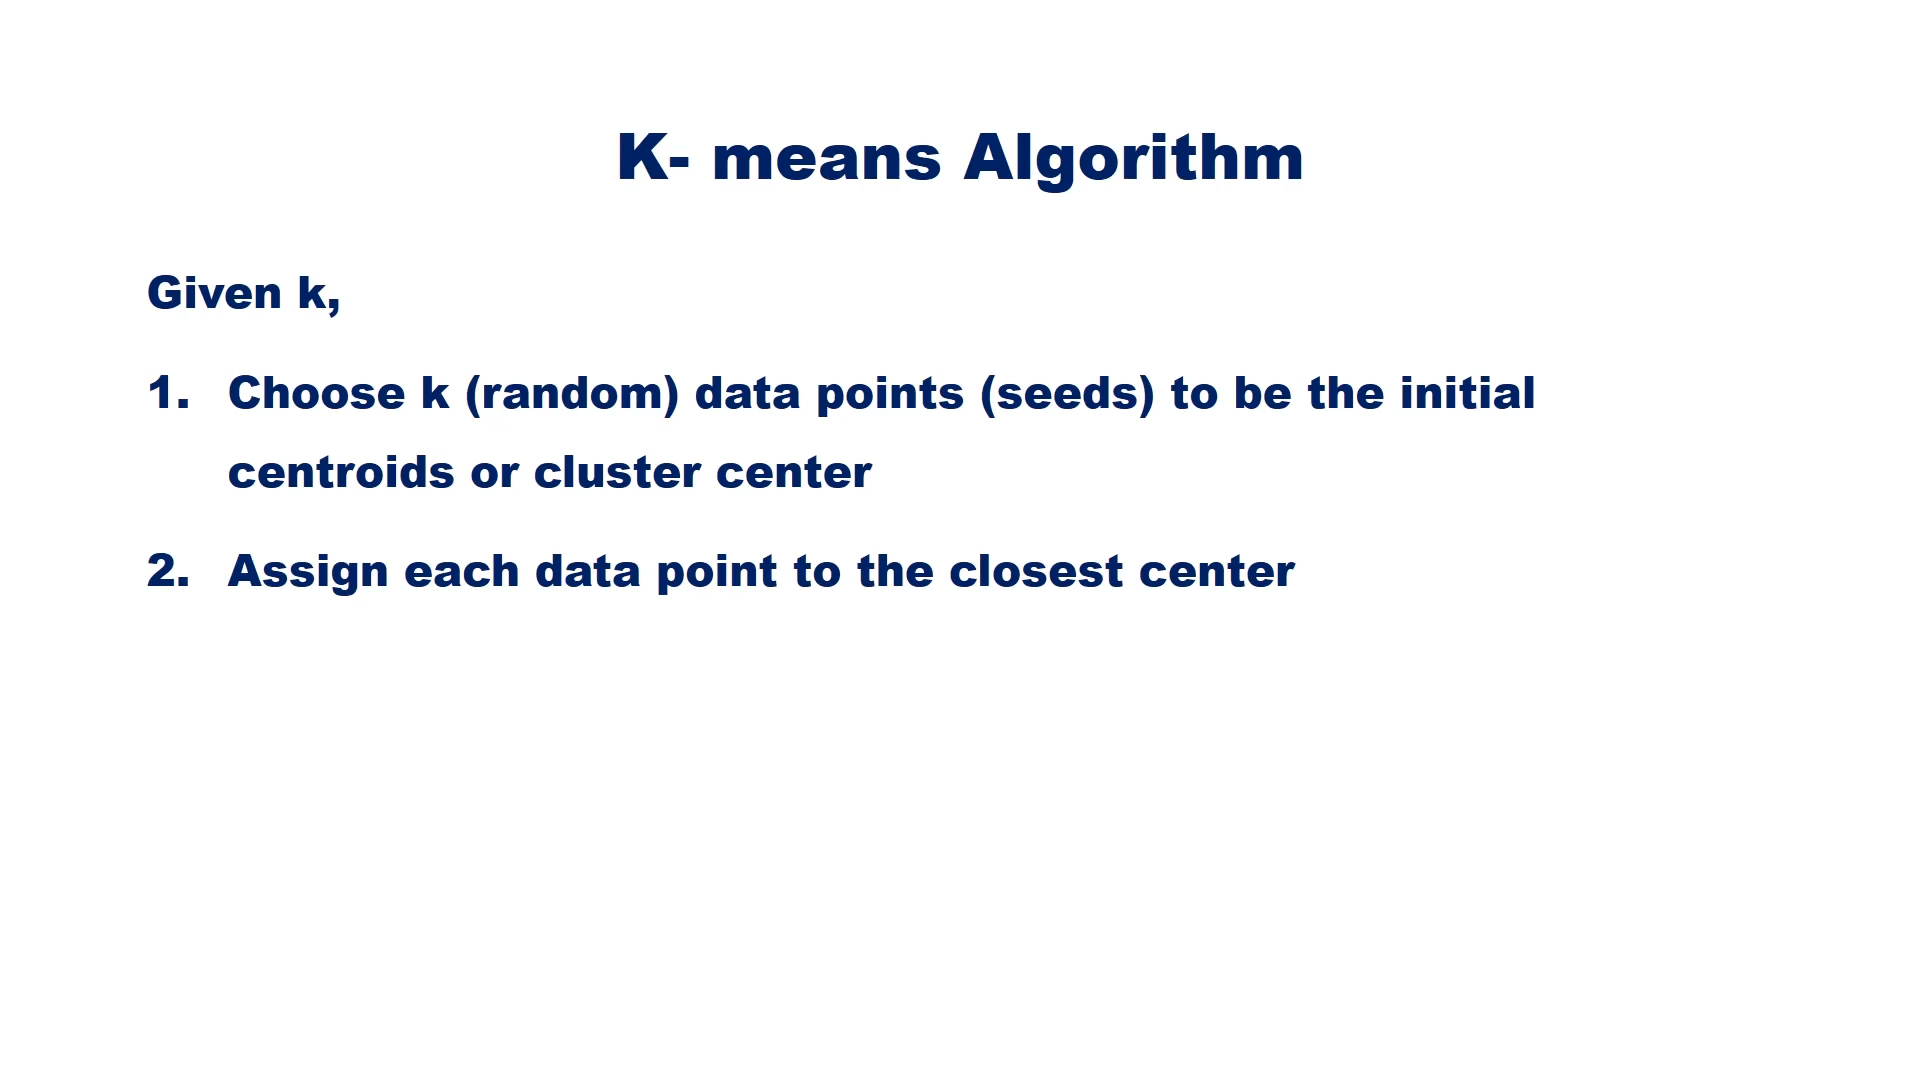 K- means Algorithm
Given k,
1. Choose k (random) data points (seeds) to be the initial
centroids or cluster center
2. Assign each data point to the closest center